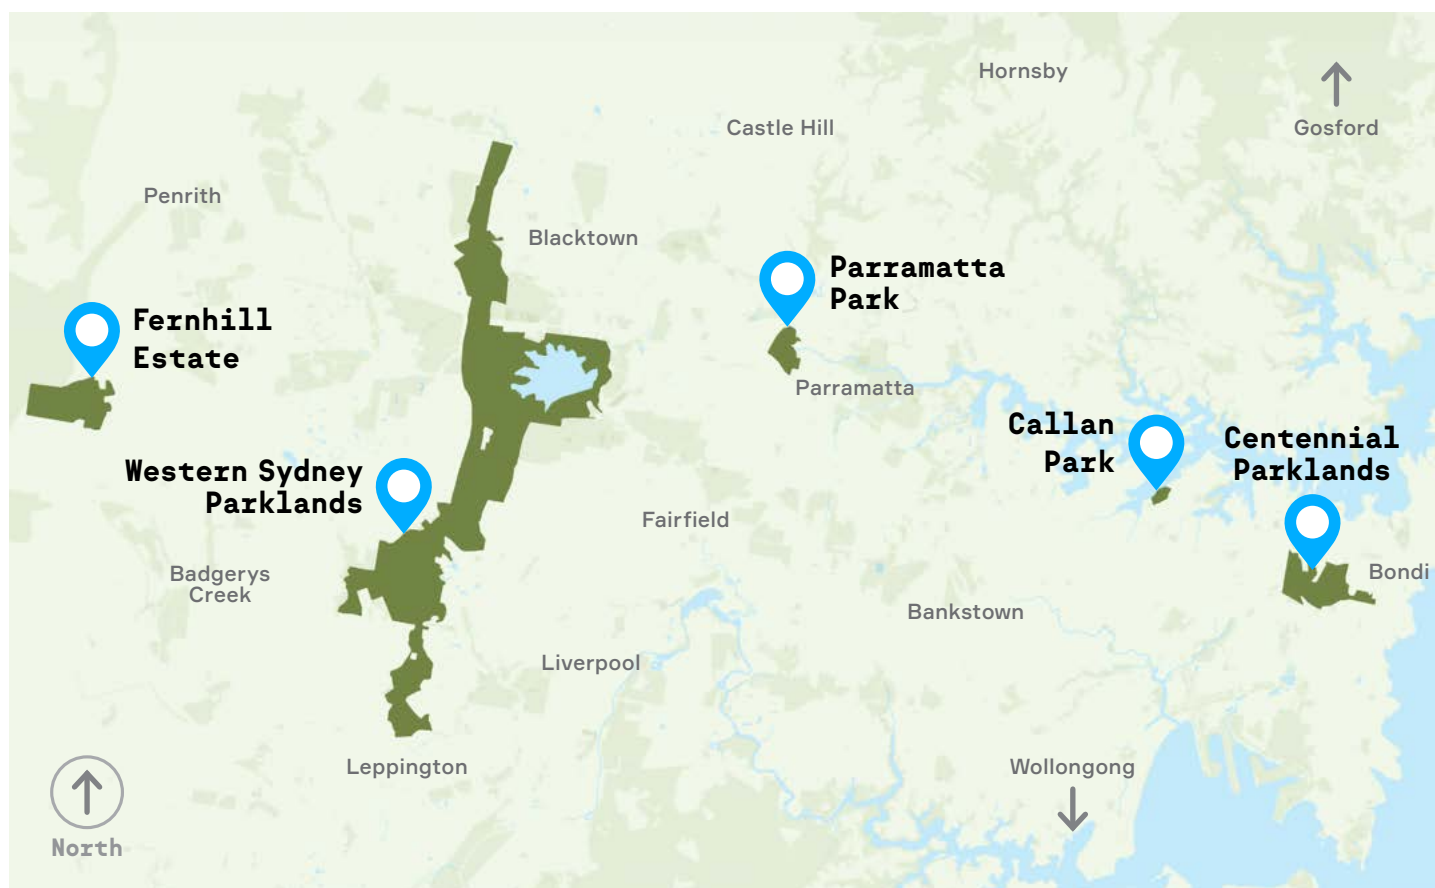 Hornsby
Gosford
Castle Hill
Penrith
Blacktown
Parramatta
Park
Fernhill
Estate
Parramatta
Callan
Park
Centennial
Parklands
Western Sydney
Parklands
Fairfield
Badgerys
Creek
Bondi
Bankstown
Liverpool
Leppington
Wollongong
North